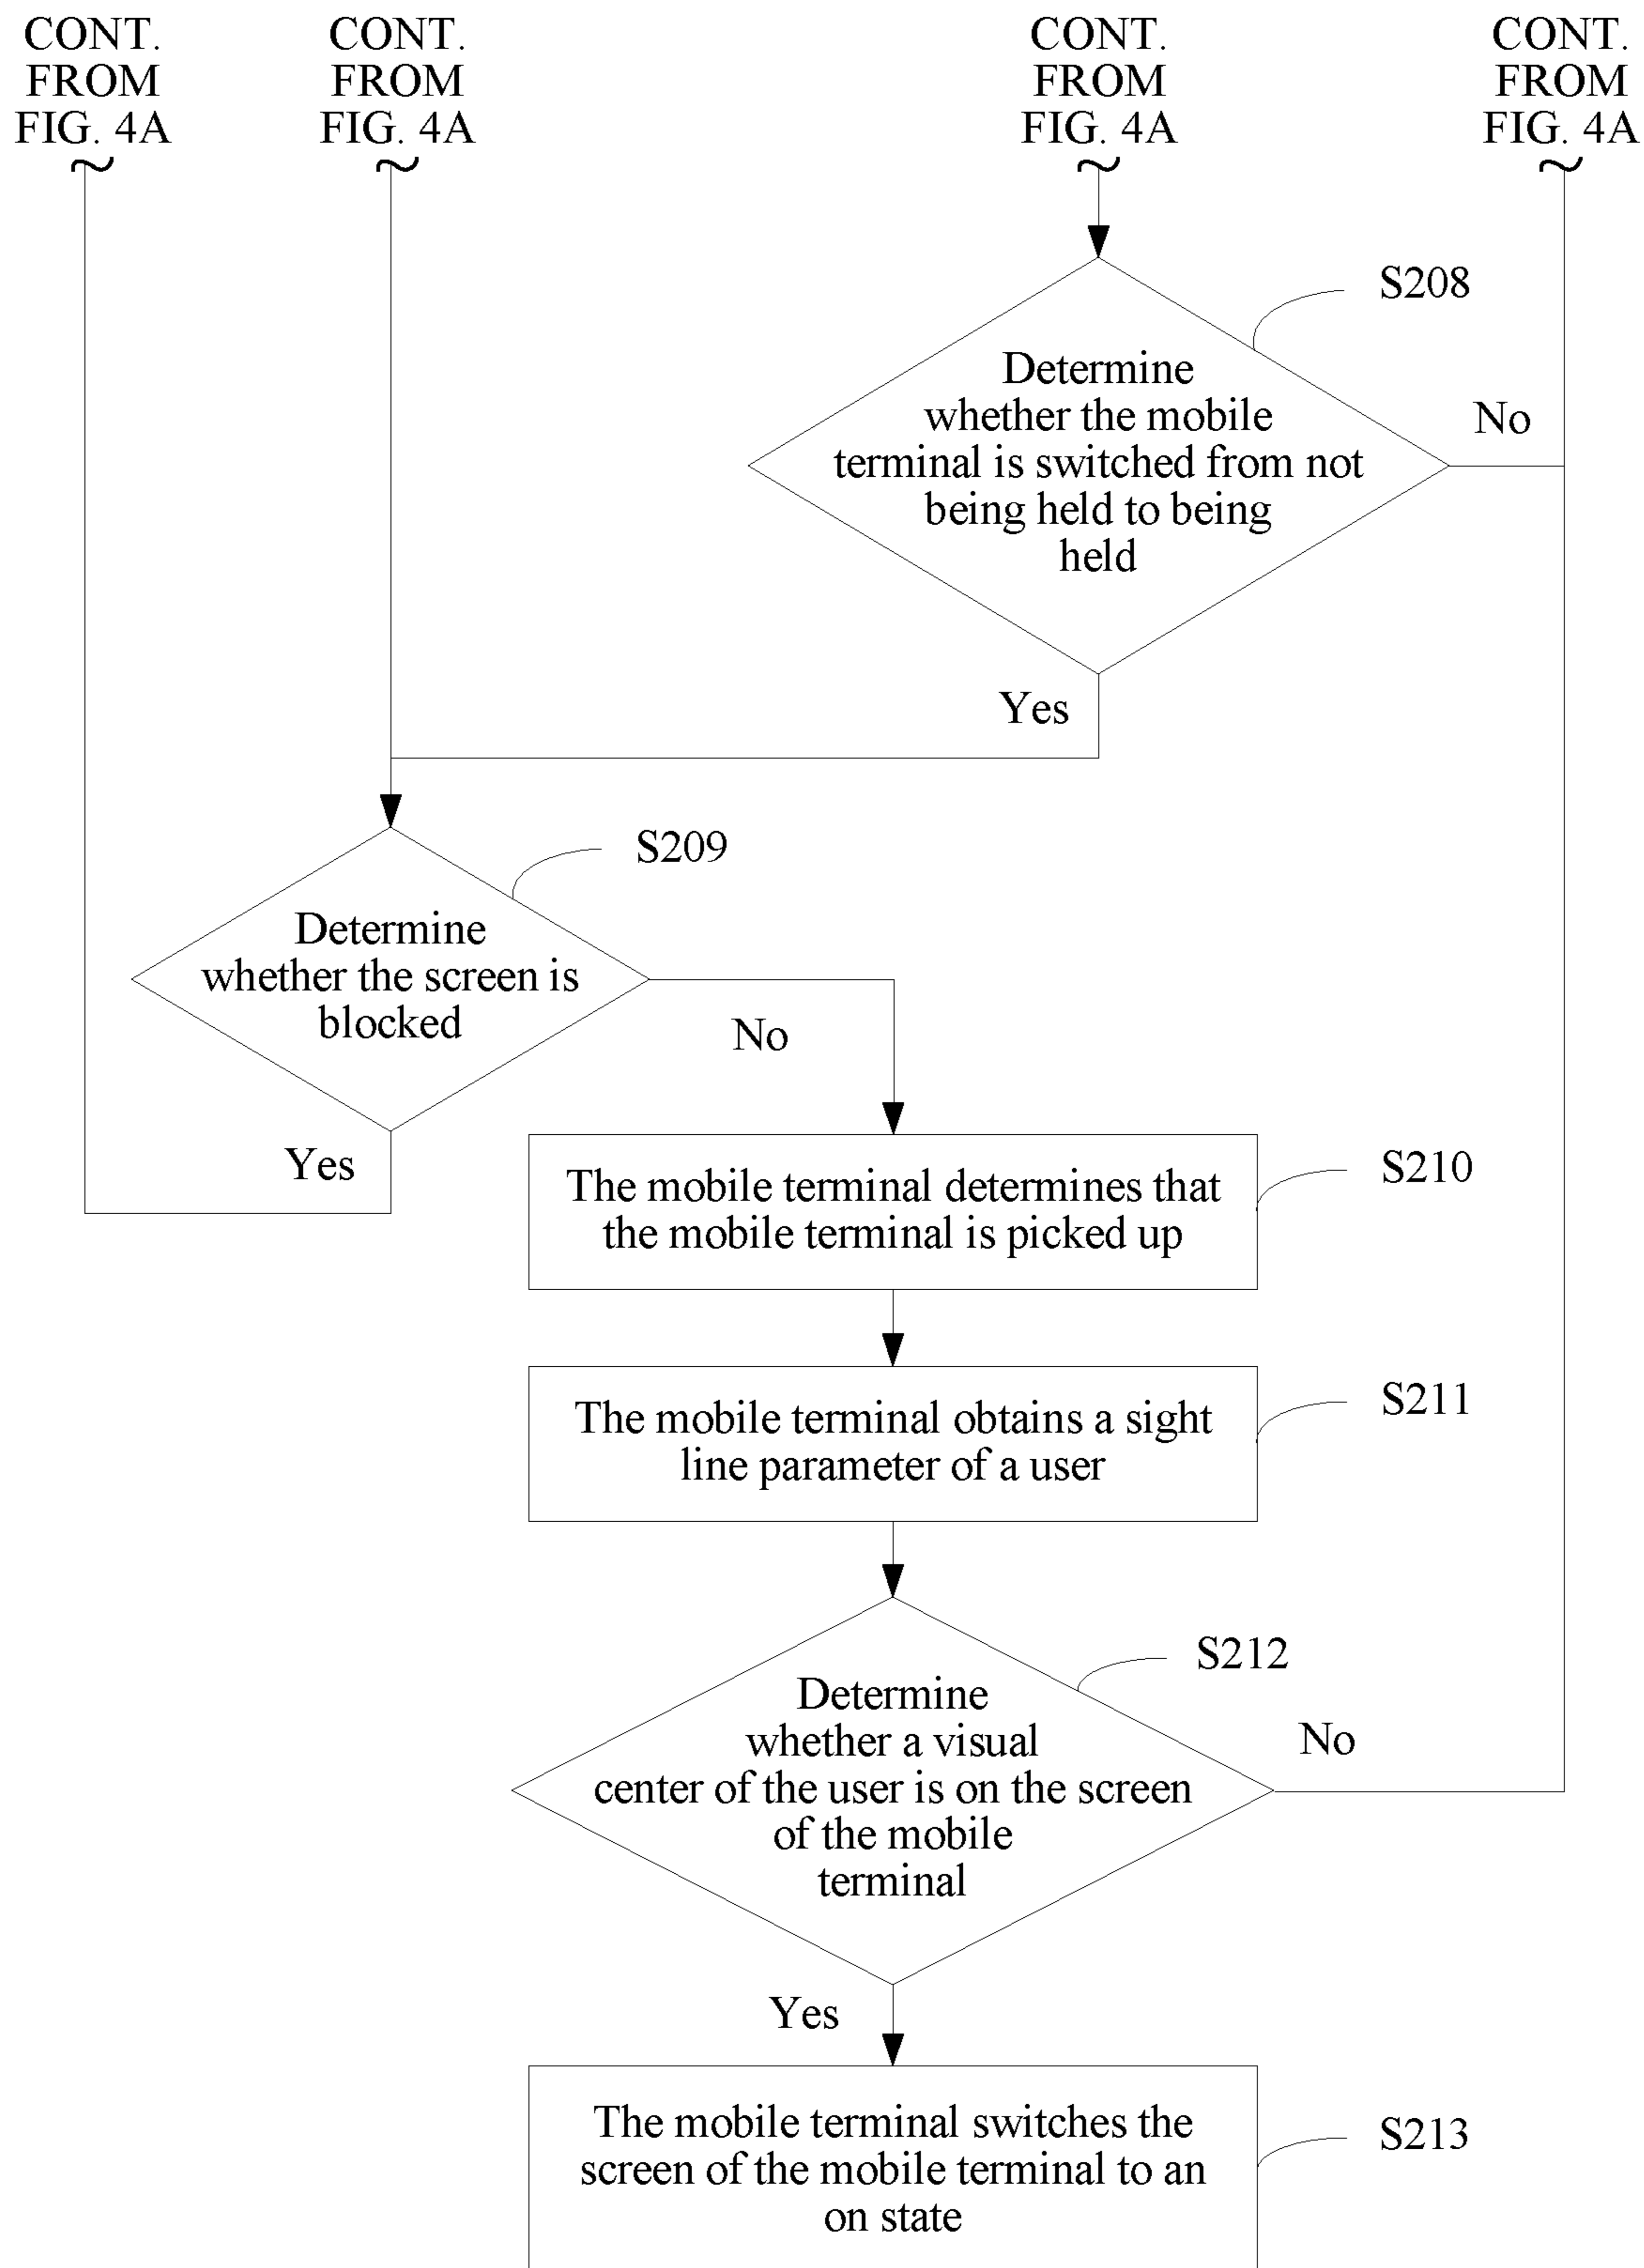 CONT.
FROM
FIG. 4A
CONT.
FROM
FIG. 4A
CONT.
FROM
FIG. 4A
CONT.
FROM
FIG. 4A
S208
Determine
whether the mobile
terminal is switched from not
being held to being
held
No
Yes
S209
Determine
whether the screen is
blocked
No
Yes
The mobile terminal determines that
the mobile terminal is picked up
S210
The mobile terminal obtains a sight
line parameter of a user
S211
S212
Determine
whether a visual
center of the user is on the screen
of the mobile
terminal
No
Yes
The mobile terminal switches the
screen of the mobile terminal to an
on state
S213